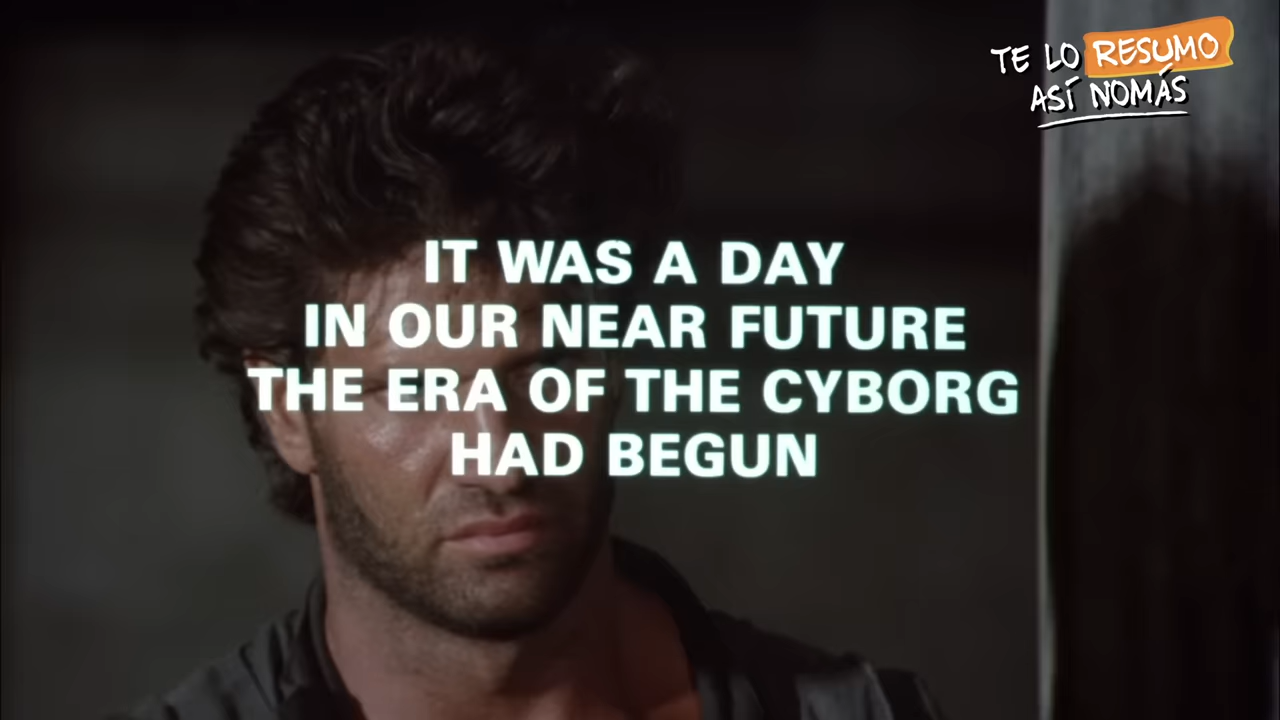 TE LO RESUMO
ASÍ NOMÁS
IT WAS A DAY
IN OUR NEAR FUTURE
THE ERA OF THE CYBORG
HAD BEGUN